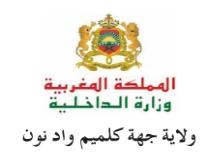 المملكة المغربية
وزارة الداخلية
ولاية جهة كلميم واد نون